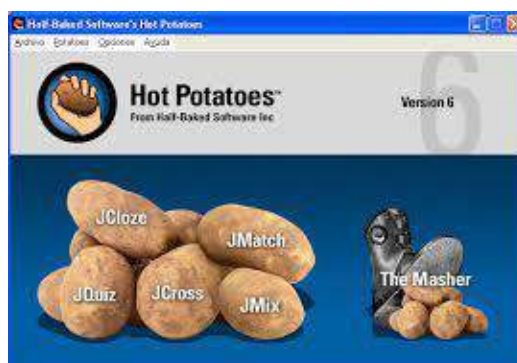 Half-Baked Software's Hot Potatoes
Archivo Potatoes Opciones Ayuda
Hot Potatoes™
From Half-Baked Software Inc
Version 6
6
JCloze
JMatch
JQuiz
JCross
JMix
The Masher